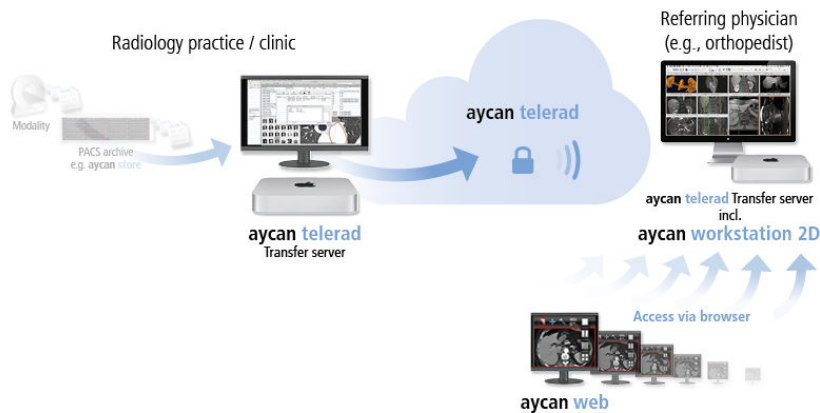 Radiology practice / clinic
Modality
PACS archive
e.g. aycan store
aycan telerad
Transfer server
aycan telerad
Referring physician
(e.g., orthopedist)
aycan telerad Transfer server
incl.
aycan workstation 2D
Access via browser
aycan web